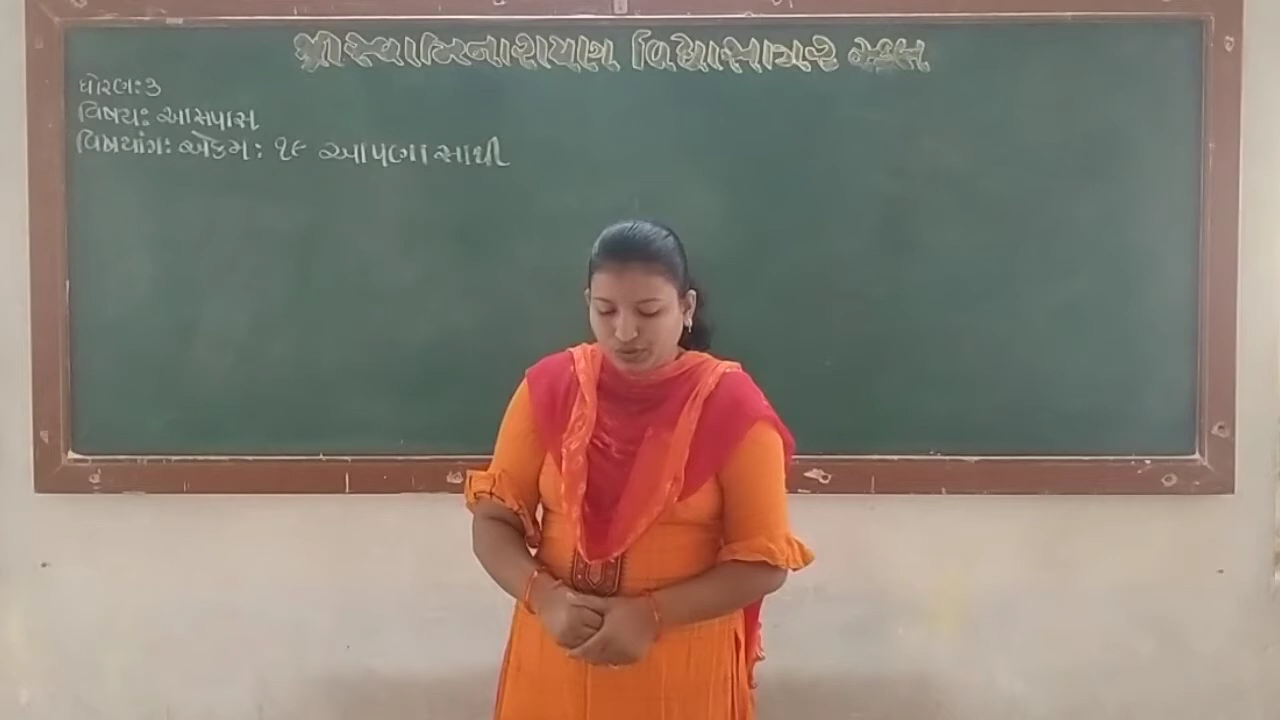 શ્રી સ્વામિનારાયણ વિદ્યાસાગર સ્કૂલ
ધોરણ: ૩
વિષય: આસપાસ
વિષયાંગ: એકમ: ૧૯ આપણા સાથી